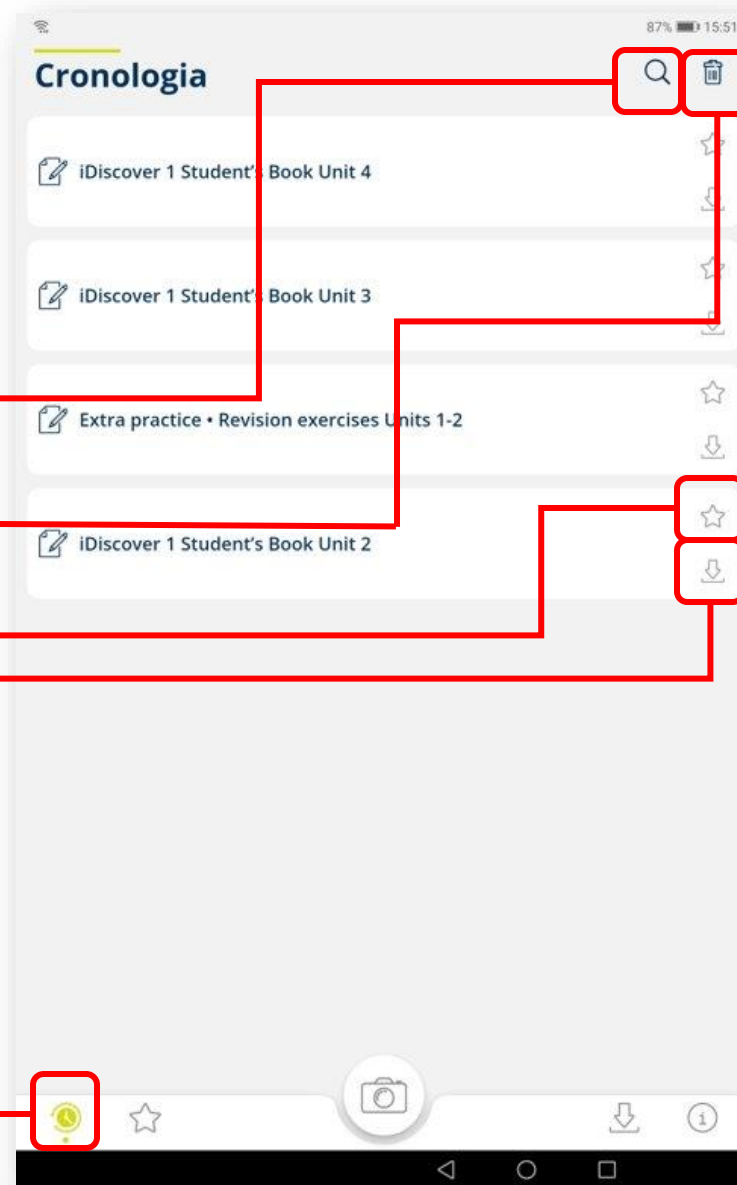 87% 15:51
Cronologia
iDiscover 1 Student's Book Unit 4
iDiscover 1 Student's Book Unit 3
Extra practice • Revision exercises Units 1-2
iDiscover 1 Student's Book Unit 2